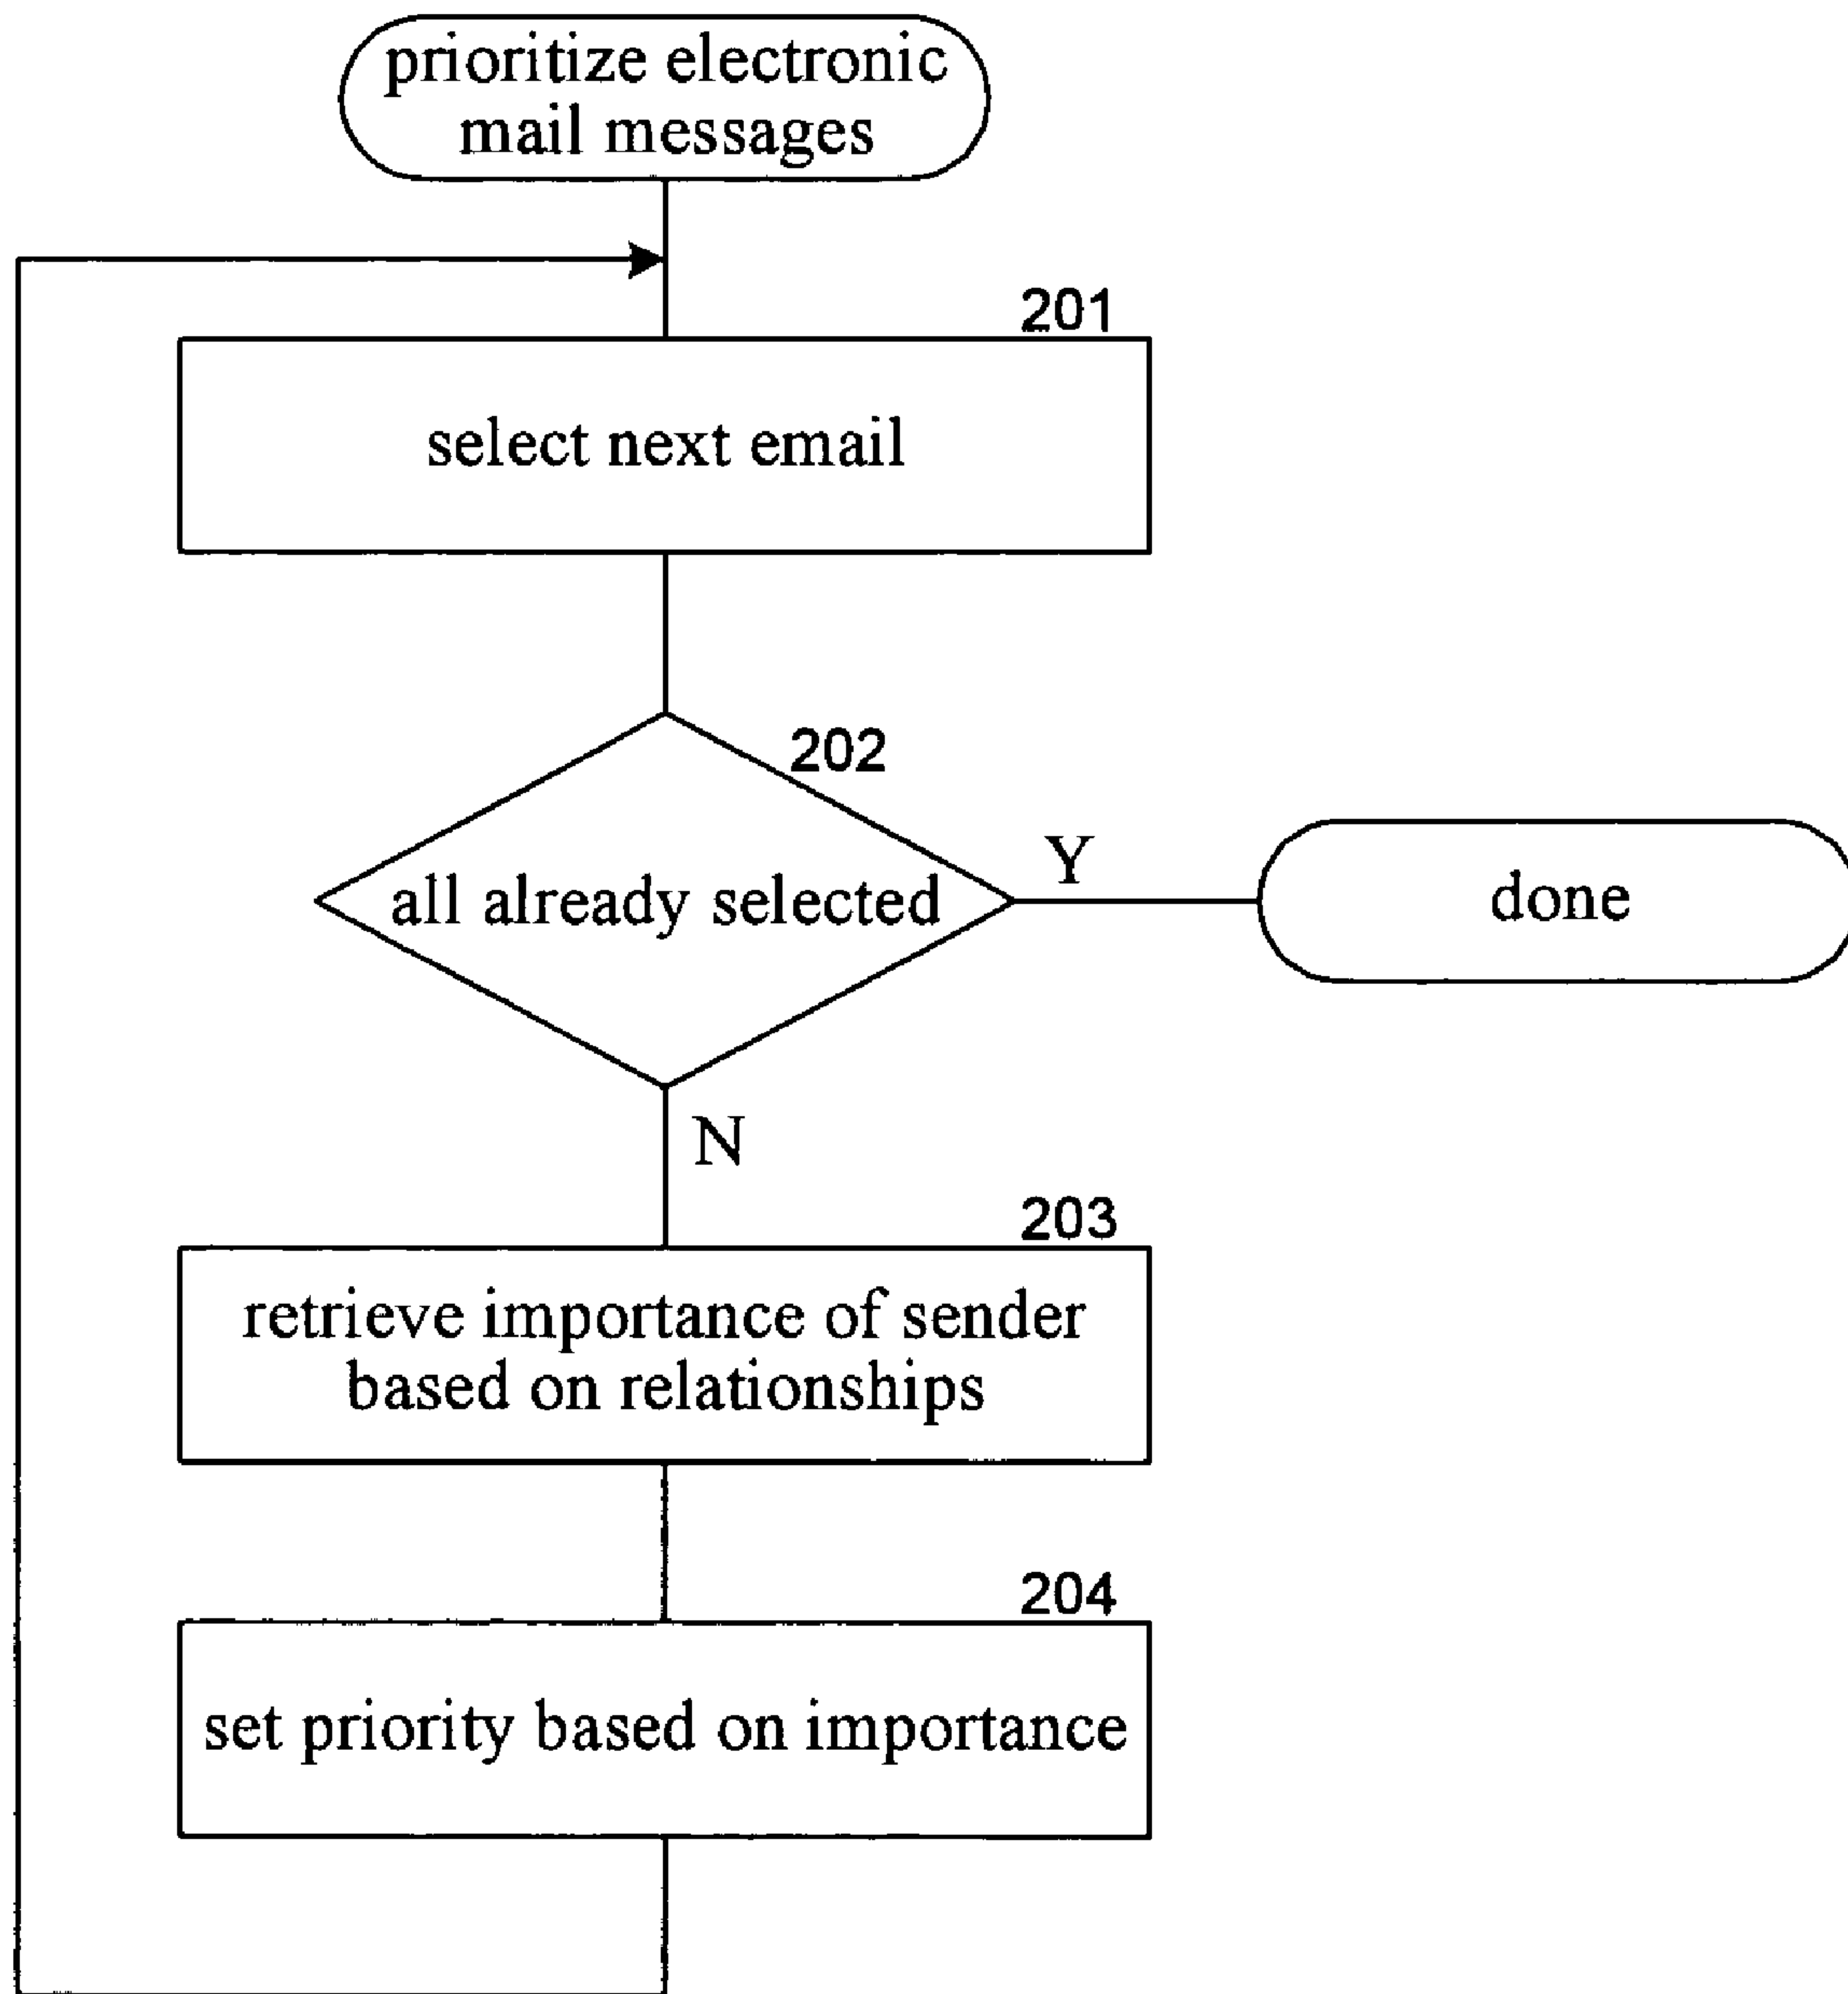 prioritize electronic
mail messages
201
select next email
202
all already selected
Y
done
N
203
retrieve importance of sender
based on relationships
204
set priority based on importance